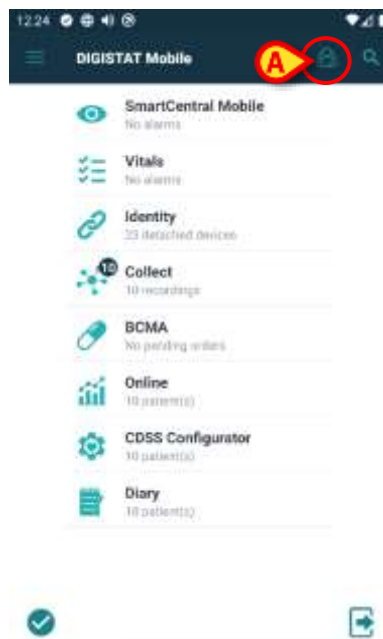 12:24
DIGISTAT Mobile
A
SmartCentral Mobile
No alarms
Vitals
No alarms
Identity
23 detached devices
10
Collect
10 recordings
BCMA
No pending orders
Online
10 patient(s)
CDSS Configurator
10 patient(s)
Diary
10 patient(s)